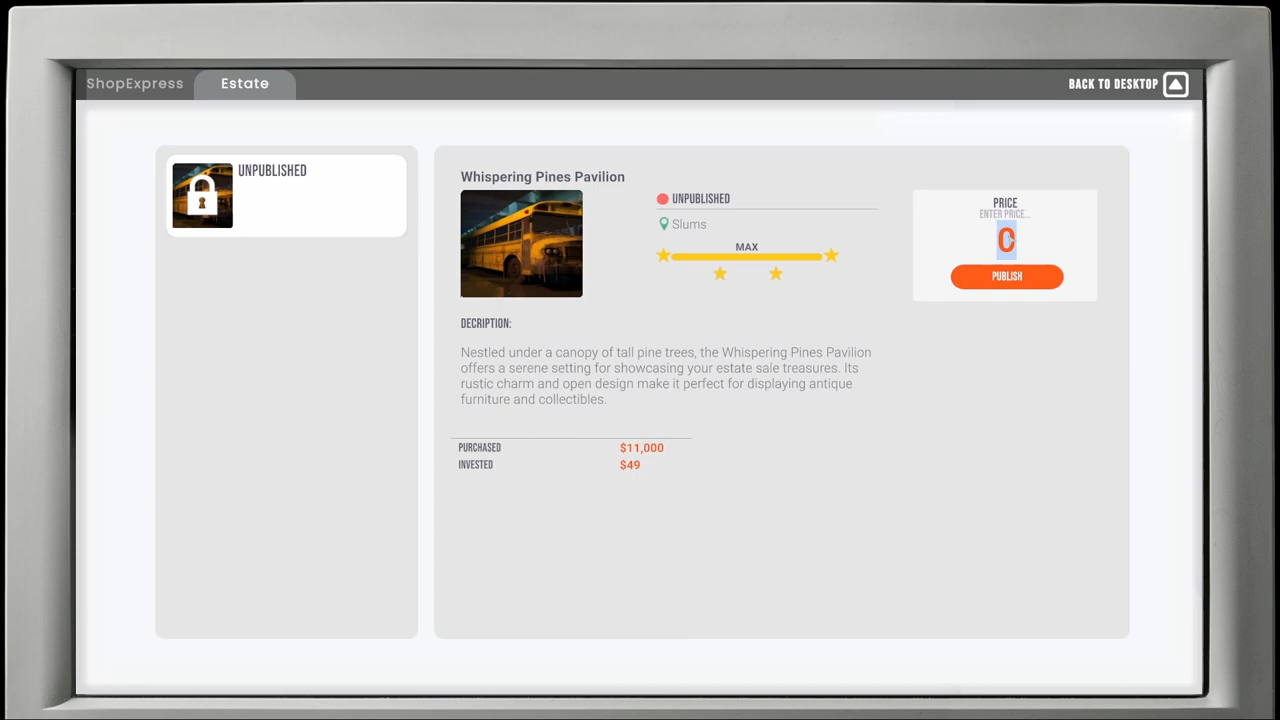 ShopExpress
Estate
BACK TO DESKTOP
UNPUBLISHED
Whispering Pines Pavilion
UNPUBLISHED
Slums
MAX
PRICE
ENTER PRICE...
0
PUBLISH
DECRIPTION:
Nestled under a canopy of tall pine trees, the Whispering Pines Pavilion
offers a serene setting for showcasing your estate sale treasures. Its
rustic charm and open design make it perfect for displaying antique
furniture and collectibles.
PURCHASED $11,000
INVESTED $49